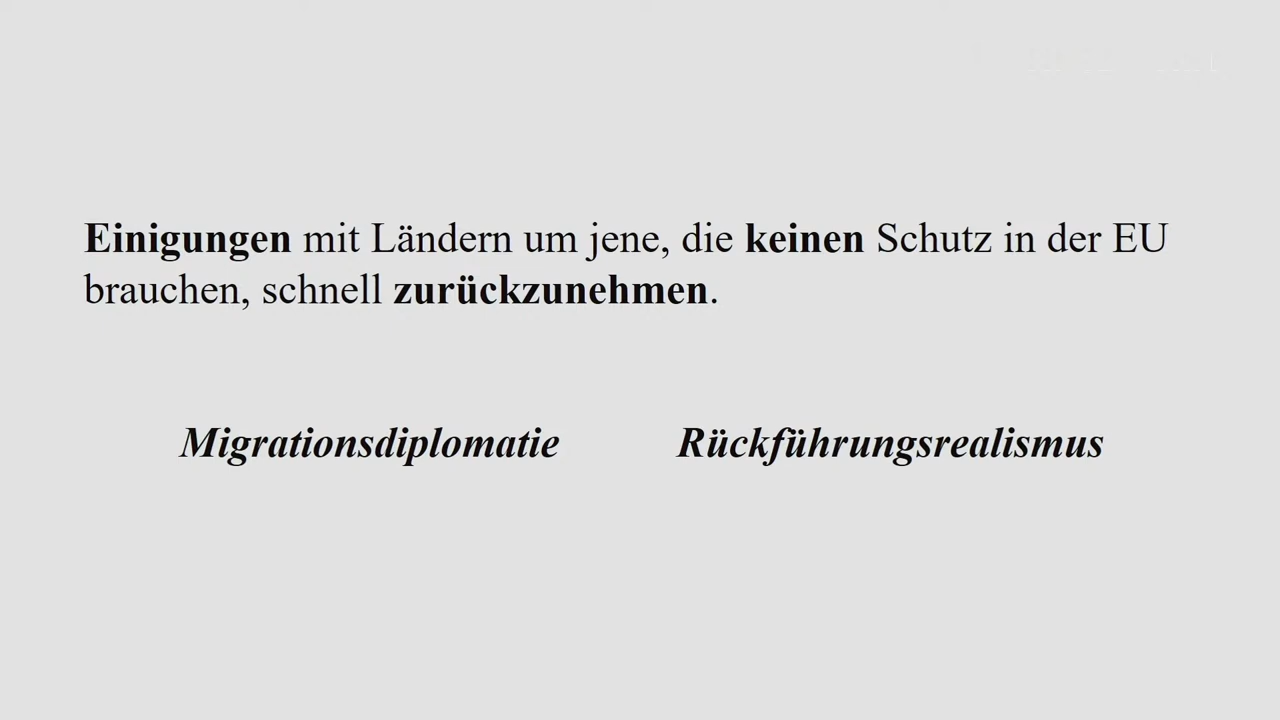 Einigungen mit Ländern um jene, die keinen Schutz in der EU
brauchen, schnell zurückzunehmen.
Migrationsdiplomatie Rückführungsrealismus